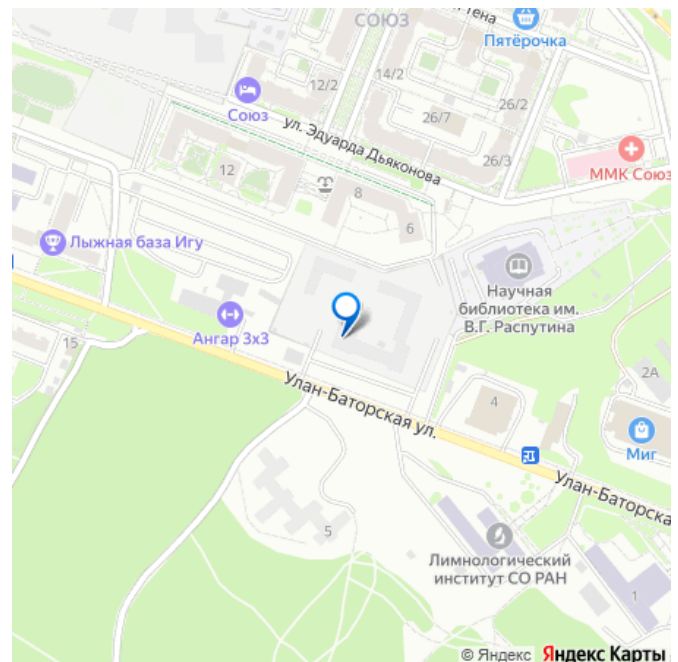 СОЮЗ
Тена
Пятёрочка
12/2
14/2
Союз
26/7
26/2
ул. Эдуарда Дьяконова
26/3
ММК Союз
12
8
6
Лыжная база Игу
Научная
библиотека им.
В.Г. Распутина
Ангар 3х3
15
2А
Улан-Баторская ул.
4
Миг
Улан-Баторска
5
Лимнологический
институт СО РАН
1
© Яндекс Яндекс Карты